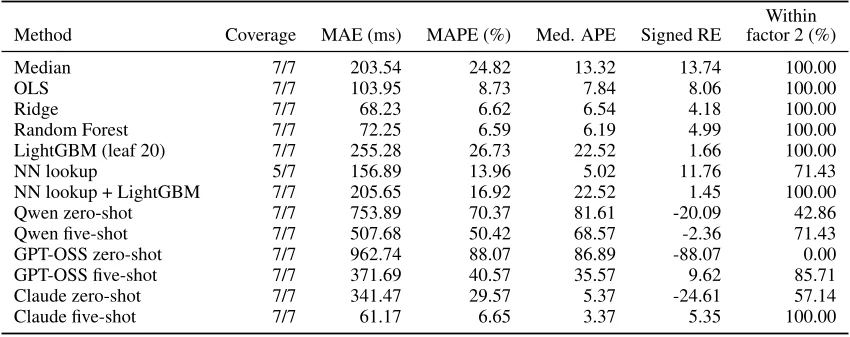 Within
Method Coverage MAE (ms) MAPE (%) Med. APE Signed RE factor 2 (%)
Median 7/7 203.54 24.82 13.32 13.74 100.00
OLS 7/7 103.95 8.73 7.84 8.06 100.00
Ridge 7/7 68.23 6.62 6.54 4.18 100.00
Random Forest 7/7 72.25 6.59 6.19 4.99 100.00
LightGBM (leaf 20) 7/7 255.28 26.73 22.52 1.66 100.00
NN lookup 5/7 156.89 13.96 5.02 11.76 71.43
NN lookup + LightGBM 7/7 205.65 16.92 22.52 1.45 100.00
Qwen zero-shot 7/7 753.89 70.37 81.61 -20.09 42.86
Qwen five-shot 7/7 507.68 50.42 68.57 -2.36 71.43
GPT-OSS zero-shot 7/7 962.74 88.07 86.89 -88.07 0.00
GPT-OSS five-shot 7/7 371.69 40.57 35.57 9.62 85.71
Claude zero-shot 7/7 341.47 29.57 5.37 -24.61 57.14
Claude five-shot 7/7 61.17 6.65 3.37 5.35 100.00